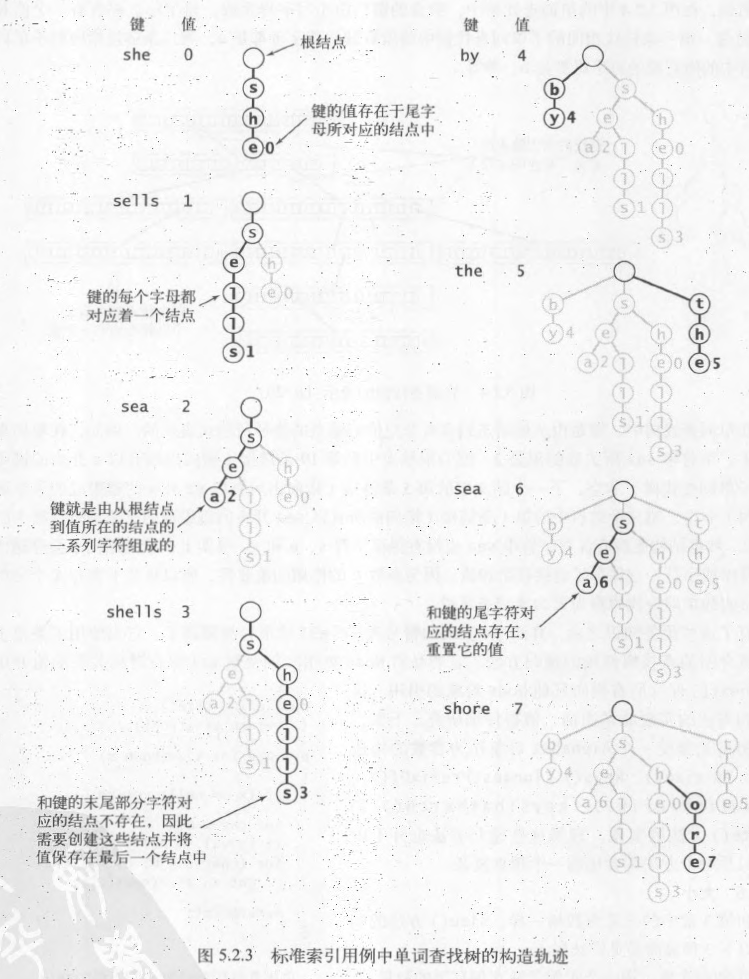 键 值
she 0
根结点
s
h
e 0
键的值存在于尾字
母所对应的结点中
sells 1
s
e h
l e 0
l
s 1
键的每个字母都
对应着一个结点
sea 2
s
e h
a 2 l e 0
l
s 1
键就是由从根结点
到值所在的结点的
一系列字符组成的
shells 3
s
e h
a 2 l e 0
l l
s 1 l
s 3
和键的末尾部分字符对
应的结点不存在，因此
需要创建这些结点并将
值保存在最后一个结点中
键 值
by 4
b s
y 4 e h
a 2 l e 0
l l
s 1 l
s 3
the 5
b s t
y 4 e h h
a 2 l e 0 e 5
l l
s 1 l
s 3
sea 6
b s t
y 4 e h h
a 6 l e 0 e 5
l l
s 1 l
s 3
和键的尾字符对
应的结点存在，
重置它的值
shore 7
b s t
y 4 e h h
a 6 l e 0 o e 5
l l r
s 1 l e 7
s 3
图 5.2.3 标准索引用例中单词查找树的构造轨迹